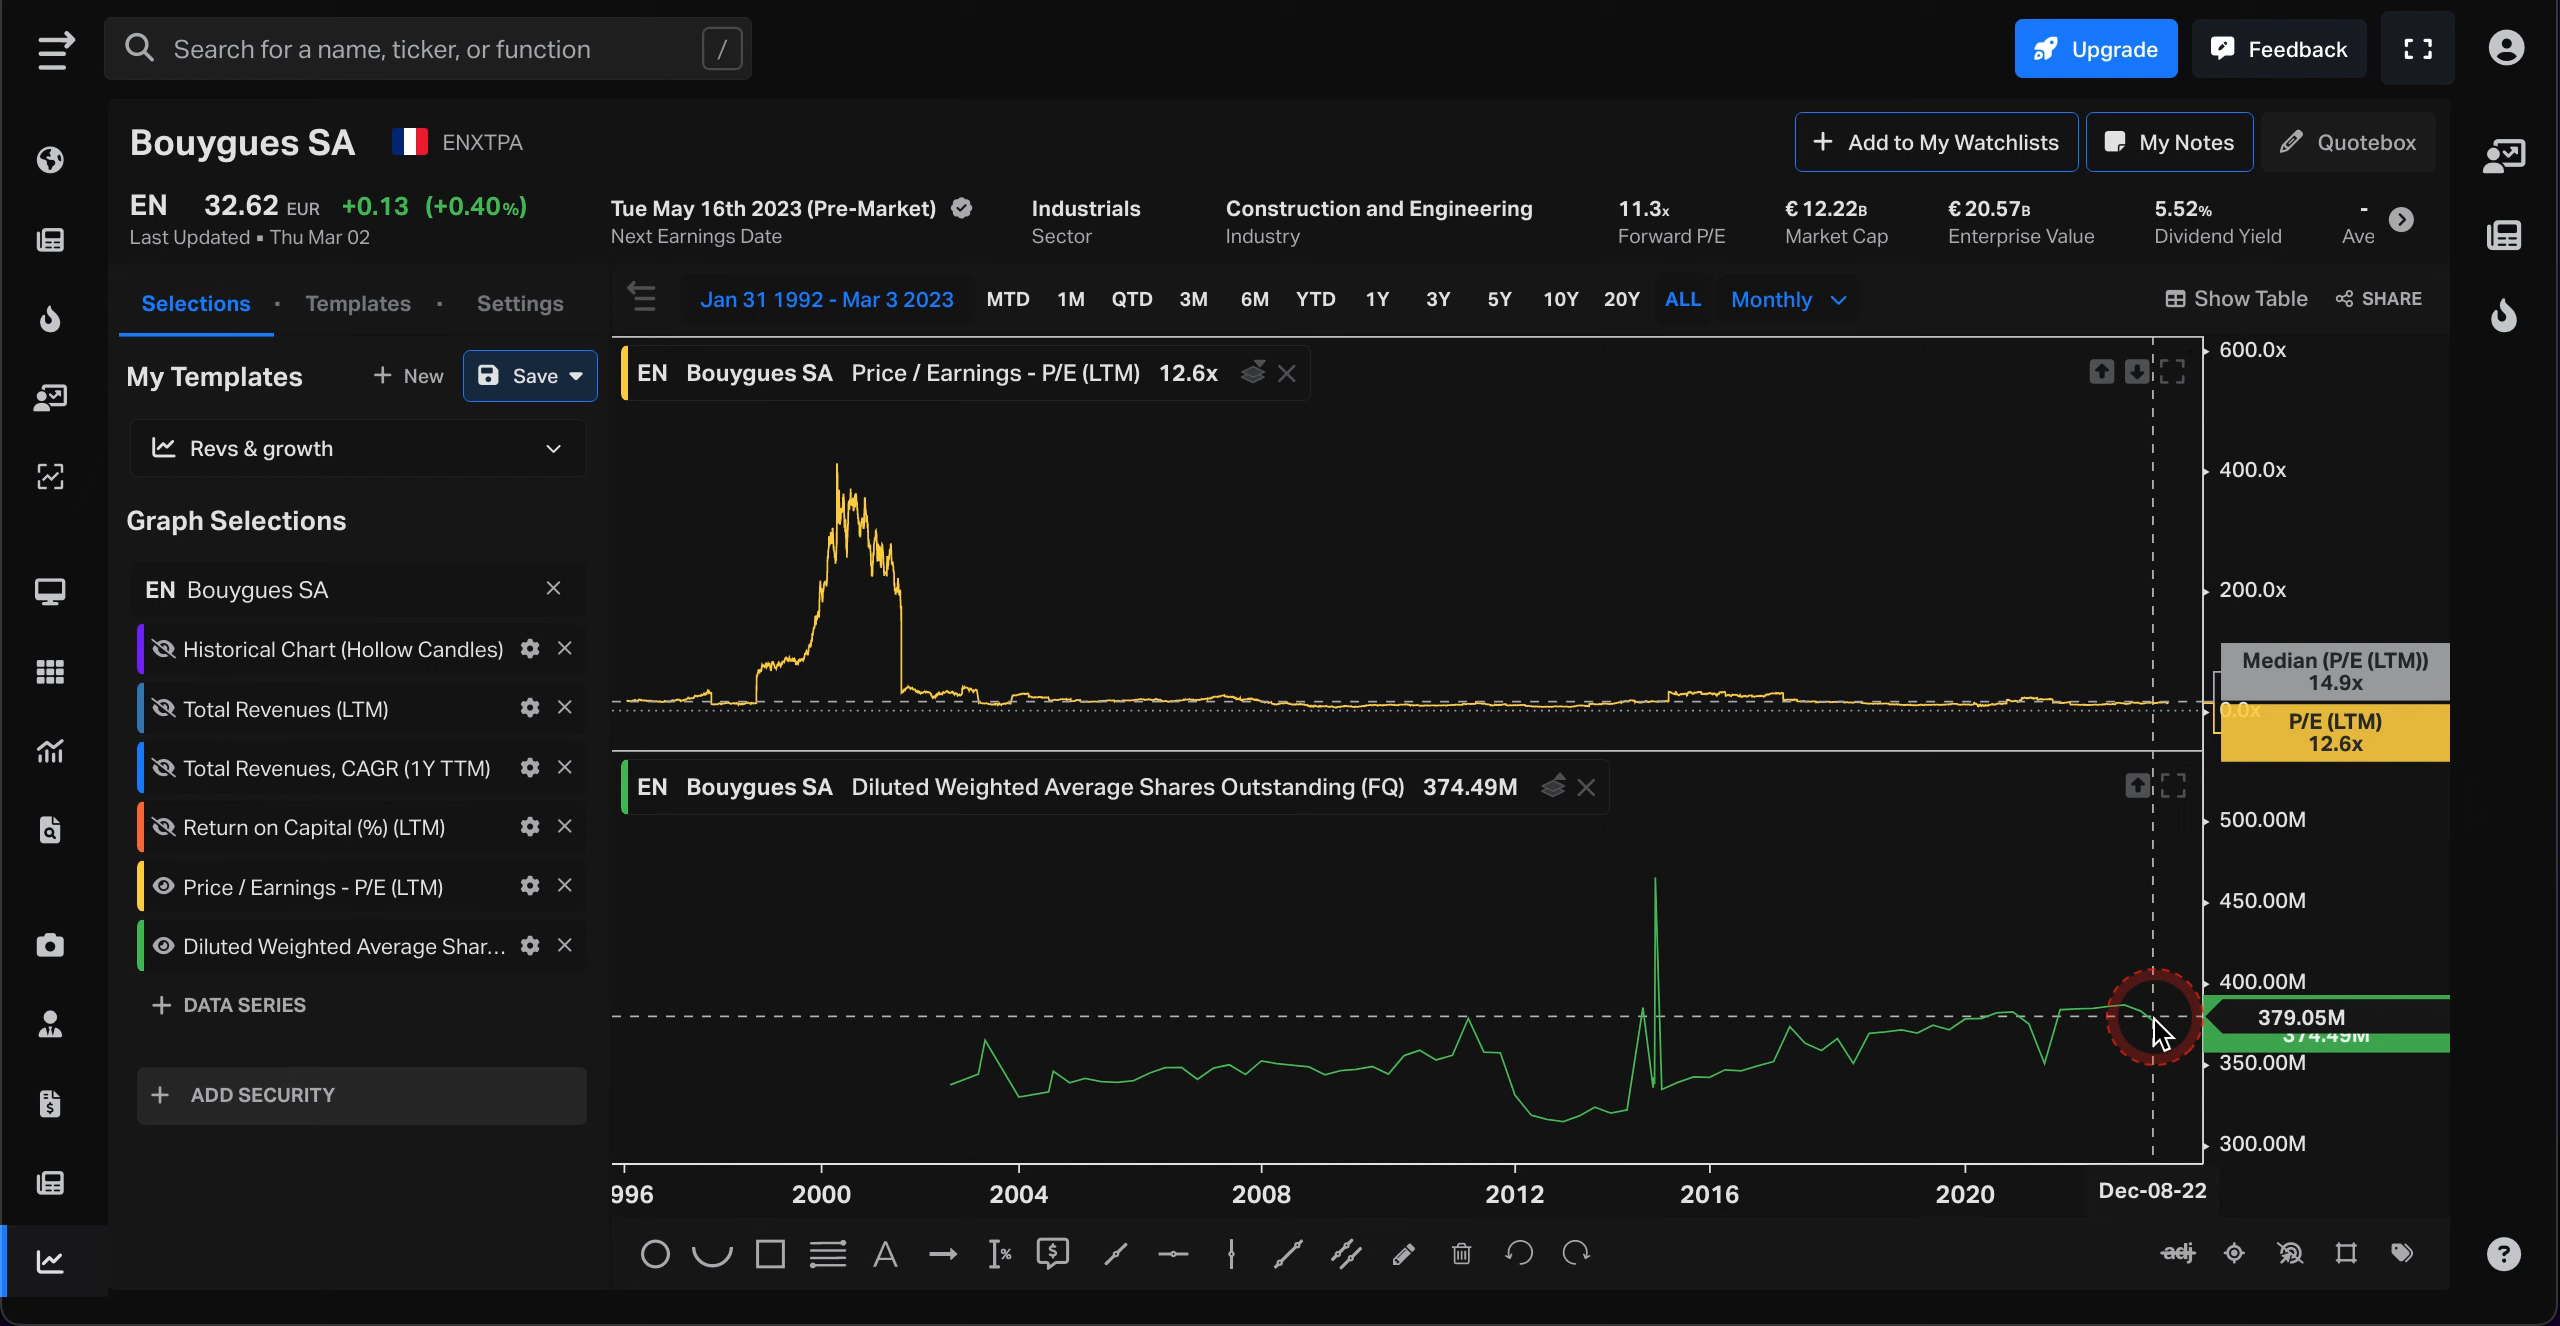 Search for a name, ticker, or function /
Upgrade
Feedback
Bouygues SA ENXTPA
+ Add to My Watchlists
My Notes
Quotebox
EN 32.62 EUR +0.13 (+0.40%)
Last Updated ▪ Thu Mar 02
Tue May 16th 2023 (Pre-Market)
Next Earnings Date
Industrials
Sector
Construction and Engineering
Industry
11.3x
Forward P/E
€ 12.22B
Market Cap
€ 20.57B
Enterprise Value
5.52%
Dividend Yield
-
Ave
Selections · Templates · Settings
Jan 31 1992 - Mar 3 2023 MTD 1M QTD 3M 6M YTD 1Y 3Y 5Y 10Y 20Y ALL Monthly
Show Table SHARE
My Templates + New Save
Revs & growth
Graph Selections
EN Bouygues SA
Historical Chart (Hollow Candles)
Total Revenues (LTM)
Total Revenues, CAGR (1Y TTM)
Return on Capital (%) (LTM)
Price / Earnings - P/E (LTM)
Diluted Weighted Average Shar...
+ DATA SERIES
+ ADD SECURITY
EN Bouygues SA Price / Earnings - P/E (LTM) 12.6x
600.0x
400.0x
200.0x
Median (P/E (LTM))
14.9x
0.0x
P/E (LTM)
12.6x
EN Bouygues SA Diluted Weighted Average Shares Outstanding (FQ) 374.49M
500.00M
450.00M
400.00M
379.05M
374.49M
350.00M
300.00M
996 2000 2004 2008 2012 2016 2020 Dec-08-22
A % $ adj
?